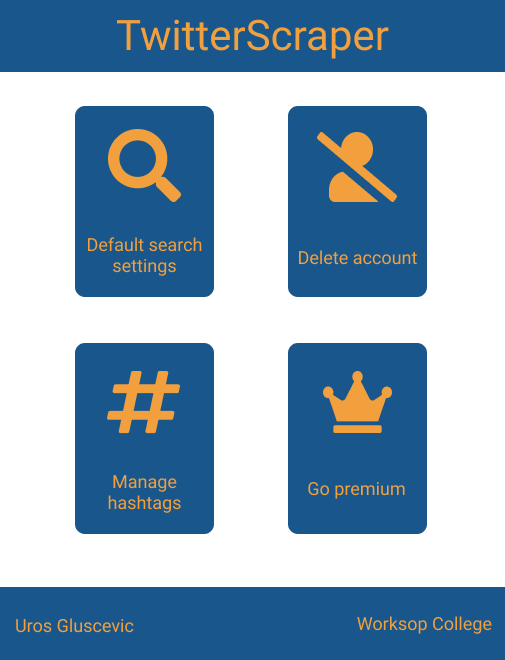 TwitterScraper
Default search
settings
Delete account
Manage
hashtags
Go premium
Uros Gluscevic
Worksop College